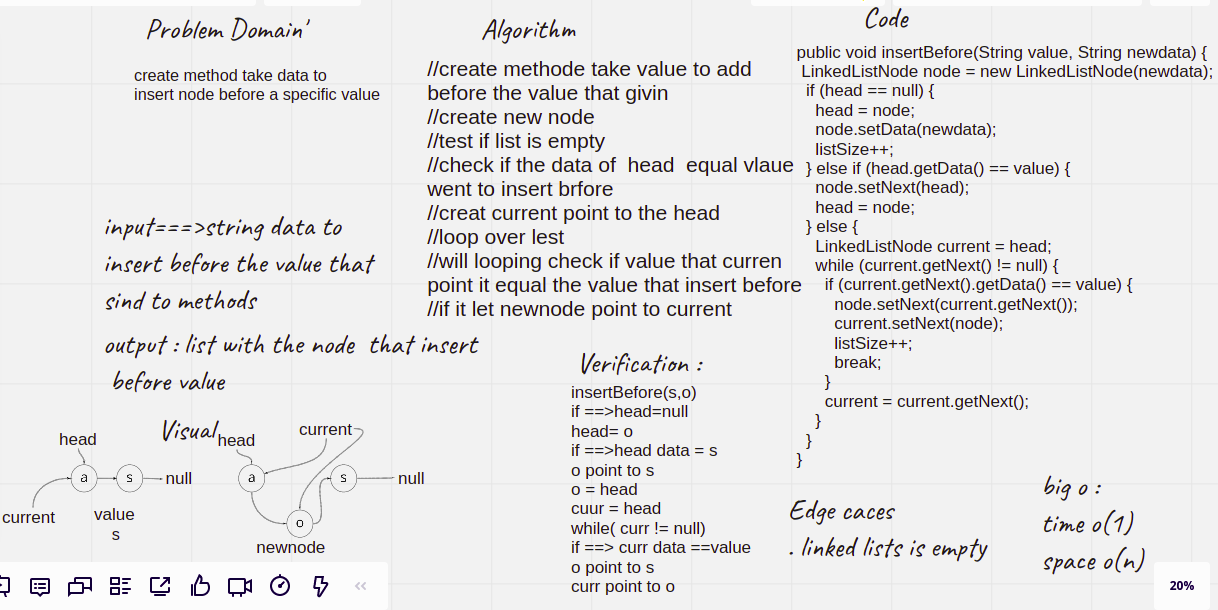 Problem Domain'
create method take data to
insert node before a specific value
input===>string data to
insert before the value that
sind to methods
output : list with the node that insert
before value
Visual
head
a
s
null
current
value
s
head
current
a
s
null
o
newnode
Algorithm
//create methode take value to add
before the value that givin
//create new node
//test if list is empty
//check if the data of head equal vlaue
went to insert brfore
//creat current point to the head
//loop over lest
//will looping check if value that curren
point it equal the value that insert before
//if it let newnode point to current
Verification :
insertBefore(s,o)
if ==>head=null
head= o
if ==>head data = s
o point to s
o = head
cuur = head
while( curr != null)
if ==> curr data ==value
o point to s
curr point to o
Code
public void insertBefore(String value, String newdata) {
LinkedListNode node = new LinkedListNode(newdata);
if (head == null) {
head = node;
node.setData(newdata);
listSize++;
} else if (head.getData() == value) {
node.setNext(head);
head = node;
} else {
LinkedListNode current = head;
while (current.getNext() != null) {
if (current.getNext().getData() == value) {
node.setNext(current.getNext());
current.setNext(node);
listSize++;
break;
}
current = current.getNext();
}
}
}
Edge caces
. linked lists is empty
big o :
time o(1)
space o(n)
20%